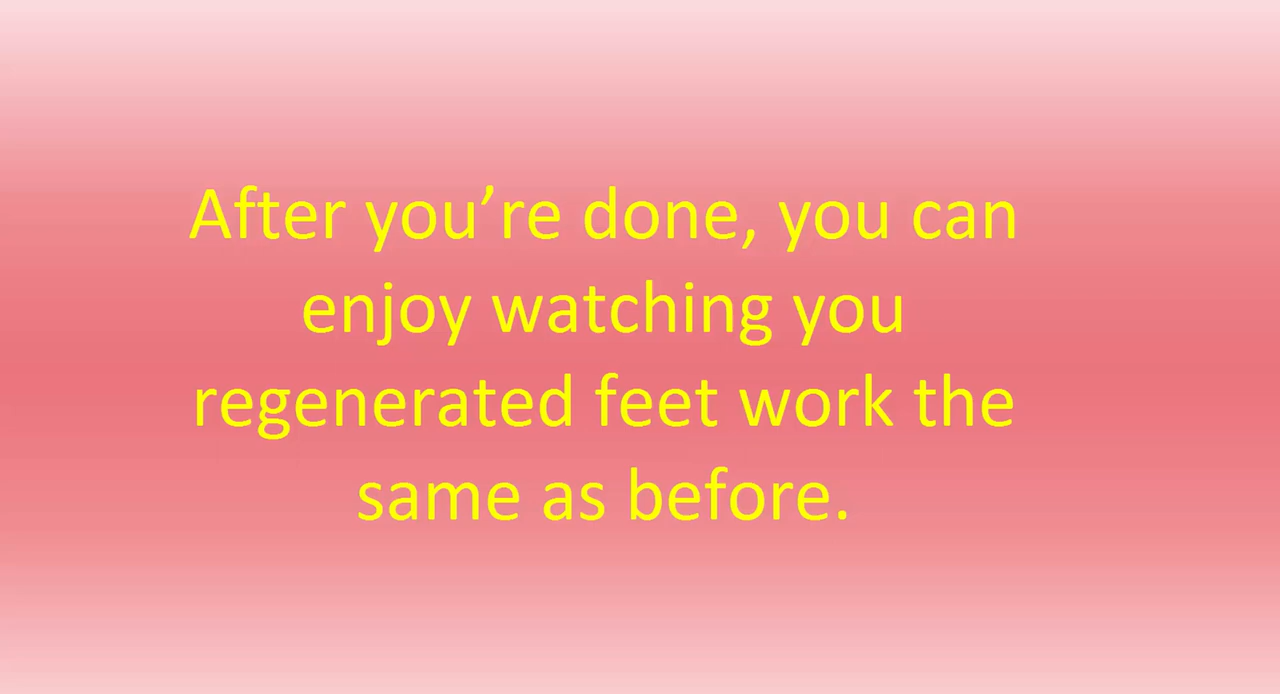 After you’re done, you can
enjoy watching you
regenerated feet work the
same as before.